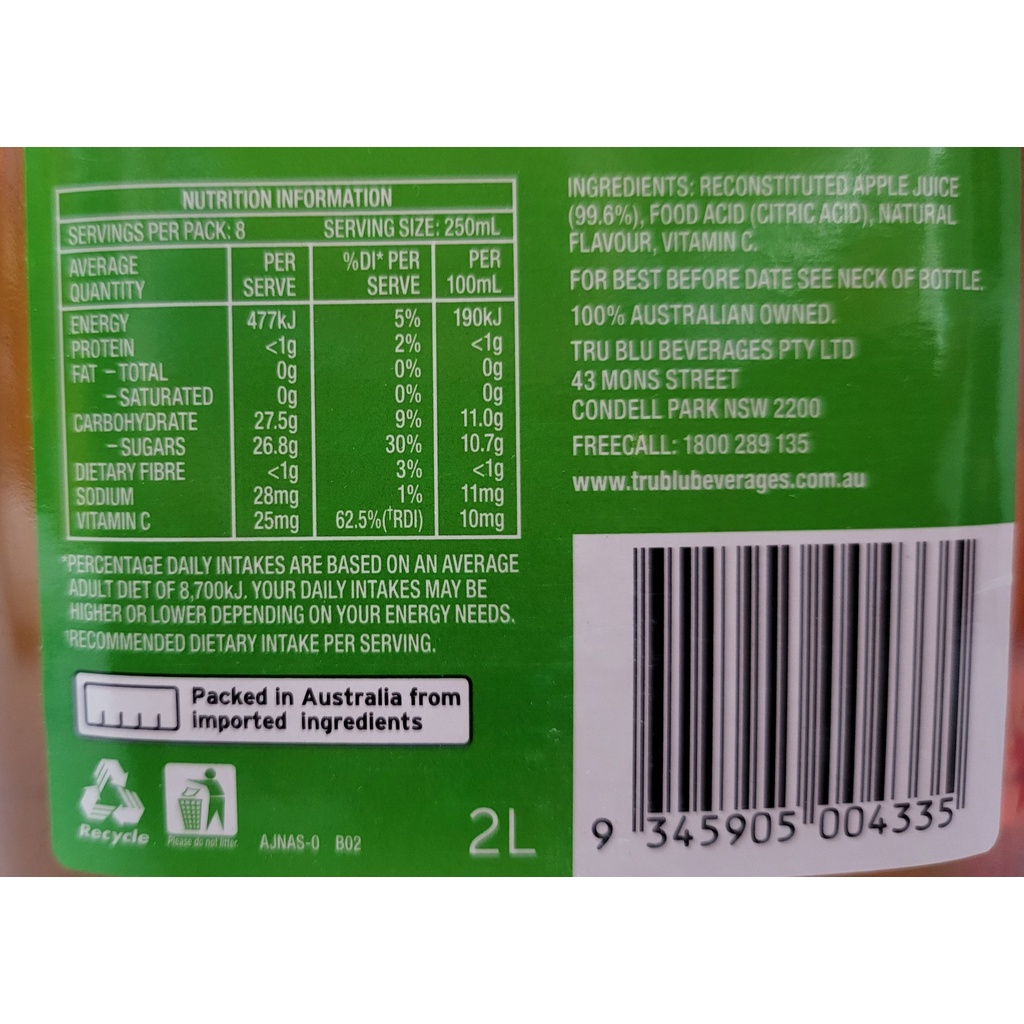 NUTRITION INFORMATION
SERVINGS PER PACK: 8 SERVING SIZE: 250mL
AVERAGE QUANTITY PER SERVE %DI* PER SERVE PER 100mL
ENERGY 477kJ 5% 190kJ
PROTEIN <1g 2% <1g
FAT - TOTAL 0g 0% 0g
- SATURATED 0g 0% 0g
CARBOHYDRATE 27.5g 9% 11.0g
- SUGARS 26.8g 30% 10.7g
DIETARY FIBRE <1g 3% <1g
SODIUM 28mg 1% 11mg
VITAMIN C 25mg 62.5%(†RDI) 10mg
*PERCENTAGE DAILY INTAKES ARE BASED ON AN AVERAGE
ADULT DIET OF 8,700kJ. YOUR DAILY INTAKES MAY BE
HIGHER OR LOWER DEPENDING ON YOUR ENERGY NEEDS.
†RECOMMENDED DIETARY INTAKE PER SERVING.
Packed in Australia from
imported ingredients
Recycle
Please do not litter
AJNAS-0 B02
2L
INGREDIENTS: RECONSTITUTED APPLE JUICE
(99.6%), FOOD ACID (CITRIC ACID), NATURAL
FLAVOUR, VITAMIN C.
FOR BEST BEFORE DATE SEE NECK OF BOTTLE.
100% AUSTRALIAN OWNED.
TRU BLU BEVERAGES PTY LTD
43 MONS STREET
CONDELL PARK NSW 2200
FREECALL: 1800 289 135
www.trublubeverages.com.au
9 345905 004335